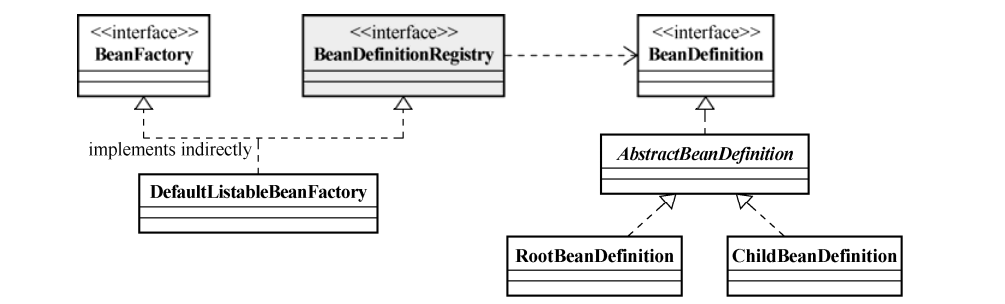 <<interface>>
BeanFactory
<<interface>>
BeanDefinitionRegistry
<<interface>>
BeanDefinition
implements indirectly
AbstractBeanDefinition
DefaultListableBeanFactory
RootBeanDefinition
ChildBeanDefinition